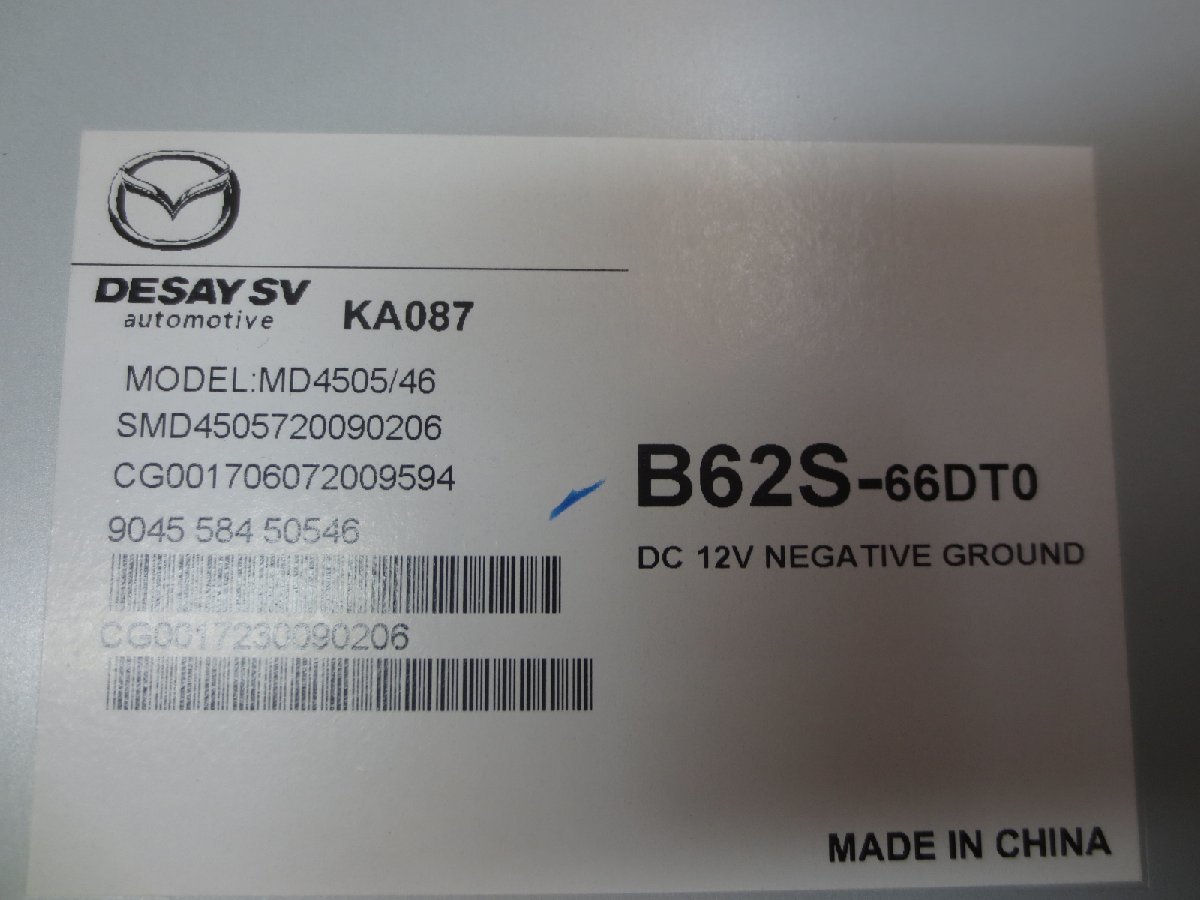 DESAY SV
automotive
KA087
MODEL:MD4505/46
SMD4505720090206
CG001706072009594
9045 584 50546
CG0017230090206
B62S-66DT0
DC 12V NEGATIVE GROUND
MADE IN CHINA